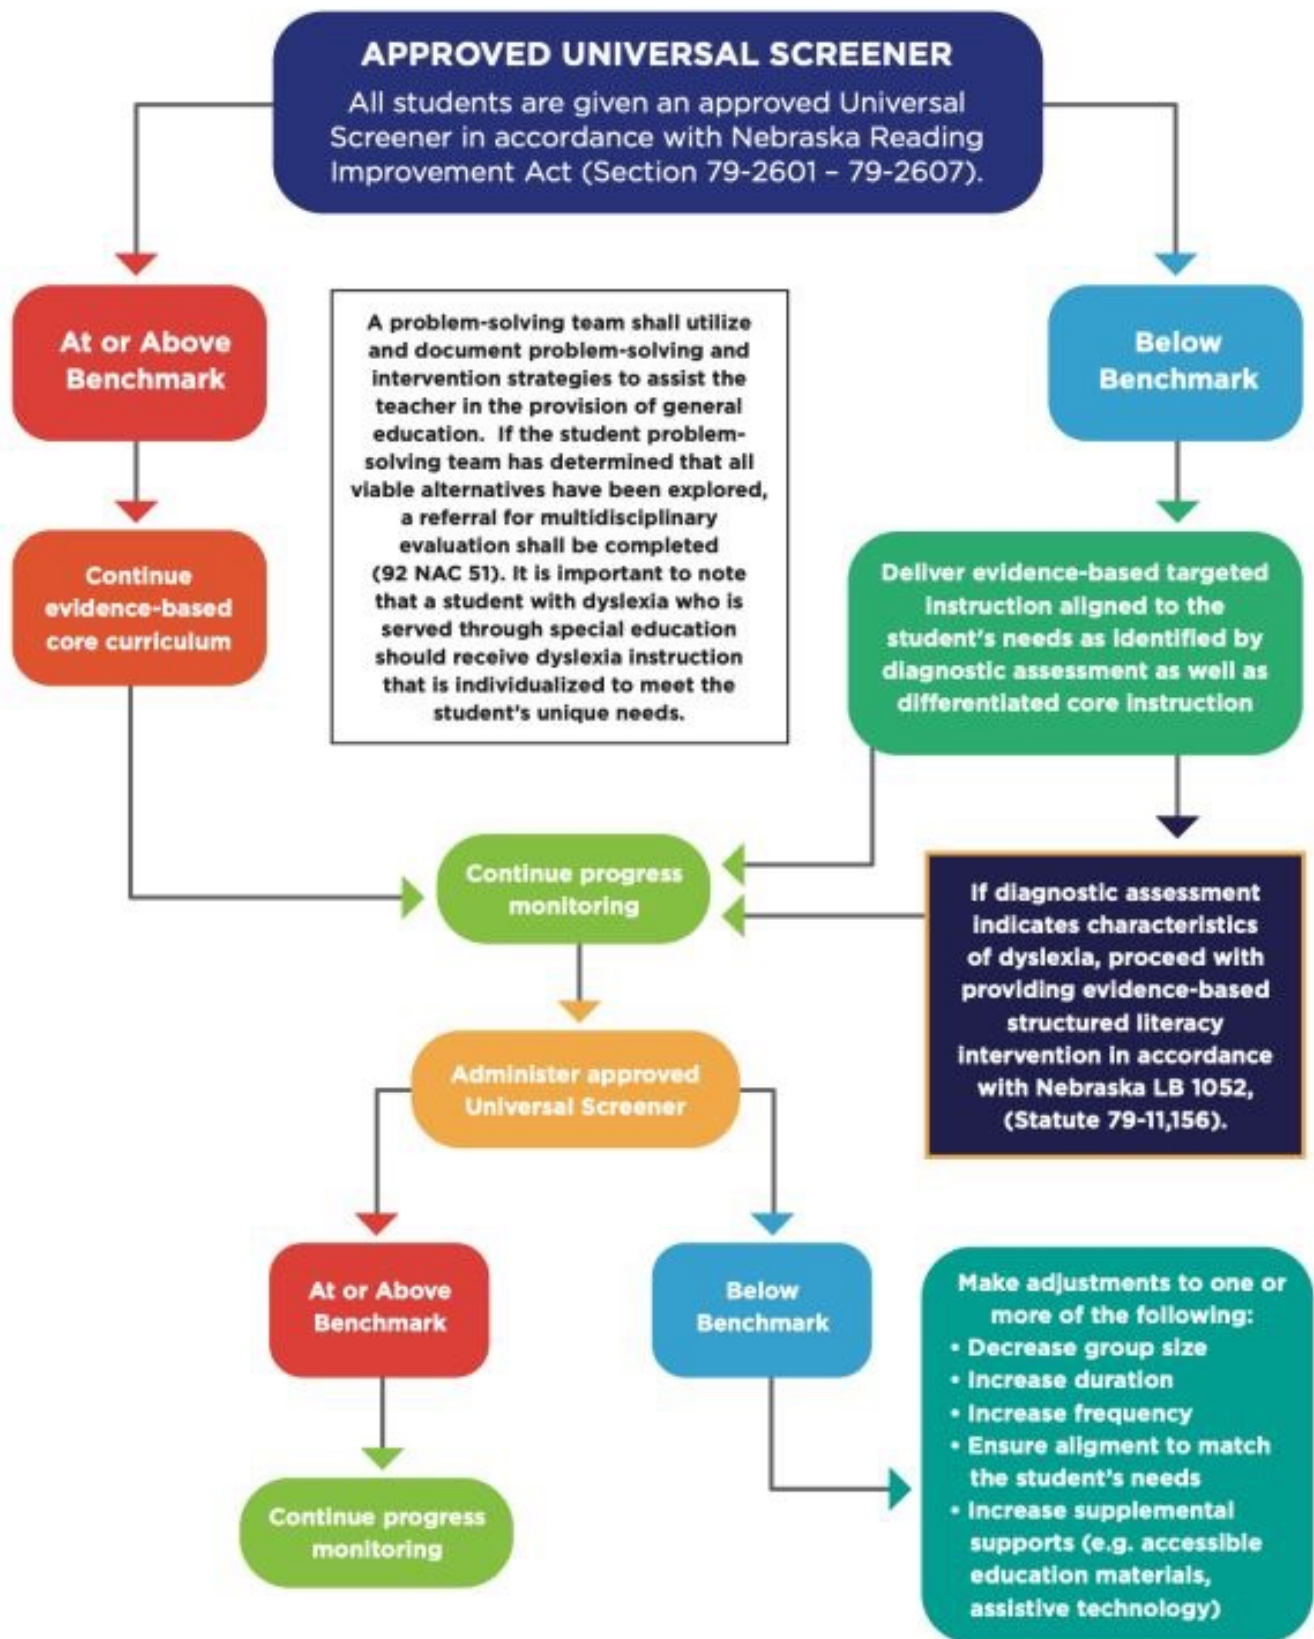 APPROVED UNIVERSAL SCREENER
All students are given an approved Universal
Screener in accordance with Nebraska Reading
Improvement Act (Section 79-2601 – 79-2607).
At or Above
Benchmark
Below
Benchmark
A problem-solving team shall utilize
and document problem-solving and
intervention strategies to assist the
teacher in the provision of general
education. If the student problem-
solving team has determined that all
viable alternatives have been explored,
a referral for multidisciplinary
evaluation shall be completed
(92 NAC 51). It is important to note
that a student with dyslexia who is
served through special education
should receive dyslexia instruction
that is individualized to meet the
student's unique needs.
Continue
evidence-based
core curriculum
Deliver evidence-based targeted
instruction aligned to the
student's needs as identified by
diagnostic assessment as well as
differentiated core instruction
Continue progress
monitoring
If diagnostic assessment
indicates characteristics
of dyslexia, proceed with
providing evidence-based
structured literacy
intervention in accordance
with Nebraska LB 1052,
(Statute 79-11,156).
Administer approved
Universal Screener
At or Above
Benchmark
Below
Benchmark
Continue progress
monitoring
Make adjustments to one or
more of the following:
• Decrease group size
• Increase duration
• Increase frequency
• Ensure aligment to match
the student's needs
• Increase supplemental
supports (e.g. accessible
education materials,
assistive technology)